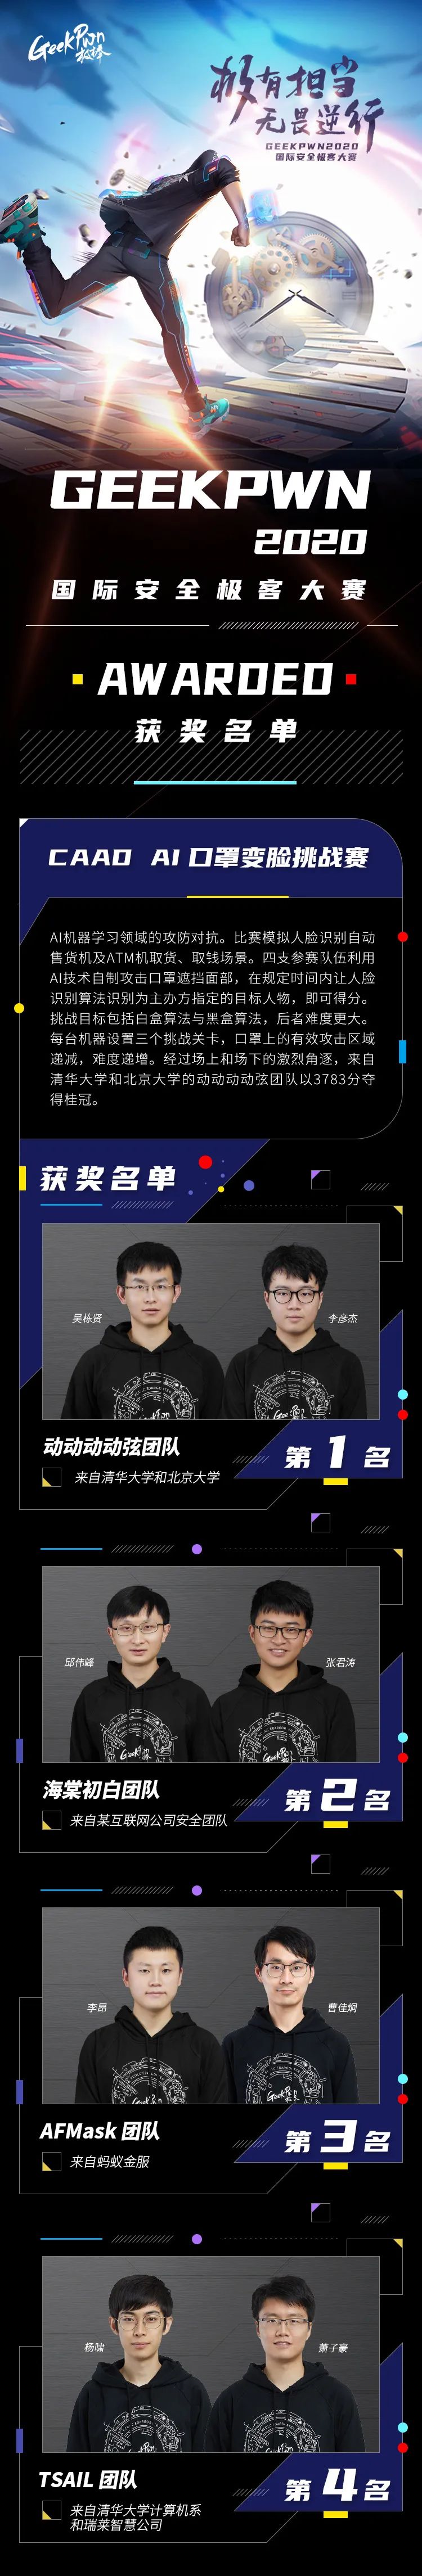 GeekPwn
极棒
极有担当
无畏逆行
GEEKPWN2020
国际安全极客大赛
GEEKPWN
2020
国际安全极客大赛
AWARDED
获奖名单
CAAD AI 口罩变脸挑战赛
AI机器学习领域的攻防对抗。比赛模拟人脸识别自动
售货机及ATM机取货、取钱场景。四支参赛队伍利用
AI技术自制攻击口罩遮挡面部，在规定时间内让人脸
识别算法识别为主办方指定的目标人物，即可得分。
挑战目标包括白盒算法与黑盒算法，后者难度更大。
每台机器设置三个挑战关卡，口罩上的有效攻击区域
递减，难度递增。经过场上和场下的激烈角逐，来自
清华大学和北京大学的动动动动弦团队以3783分夺
得桂冠。
获奖名单
吴栋贤
李彦杰
动动动动弦团队
来自清华大学和北京大学
第1名
邱伟峰
张君涛
海棠初白团队
来自某互联网公司安全团队
第2名
李昂
曹佳炯
AFMask 团队
来自蚂蚁金服
第3名
杨啸
萧子豪
TSAIL 团队
来自清华大学计算机系
和瑞莱智慧公司
第4名